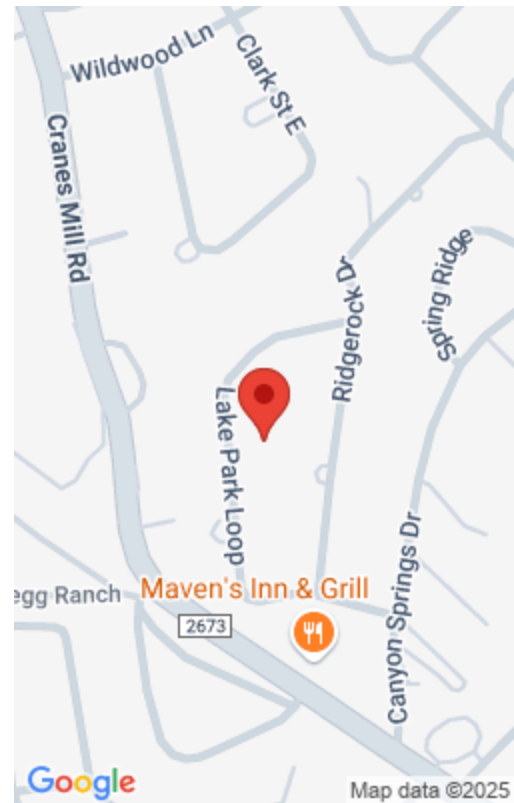 Wildwood Ln
Clark St E
Cranes Mill Rd
Spring Ridge
Ridgerock Dr
Lake Park Loop
Canyon Springs Dr
egg Ranch
Maven's Inn & Grill
2673
Google
Map data ©2025